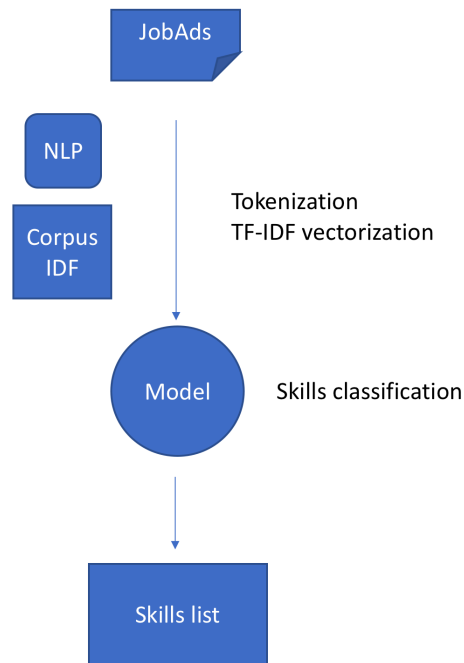 JobAds
NLP
Corpus
IDF
Tokenization
TF-IDF vectorization
Model
Skills classification
Skills list